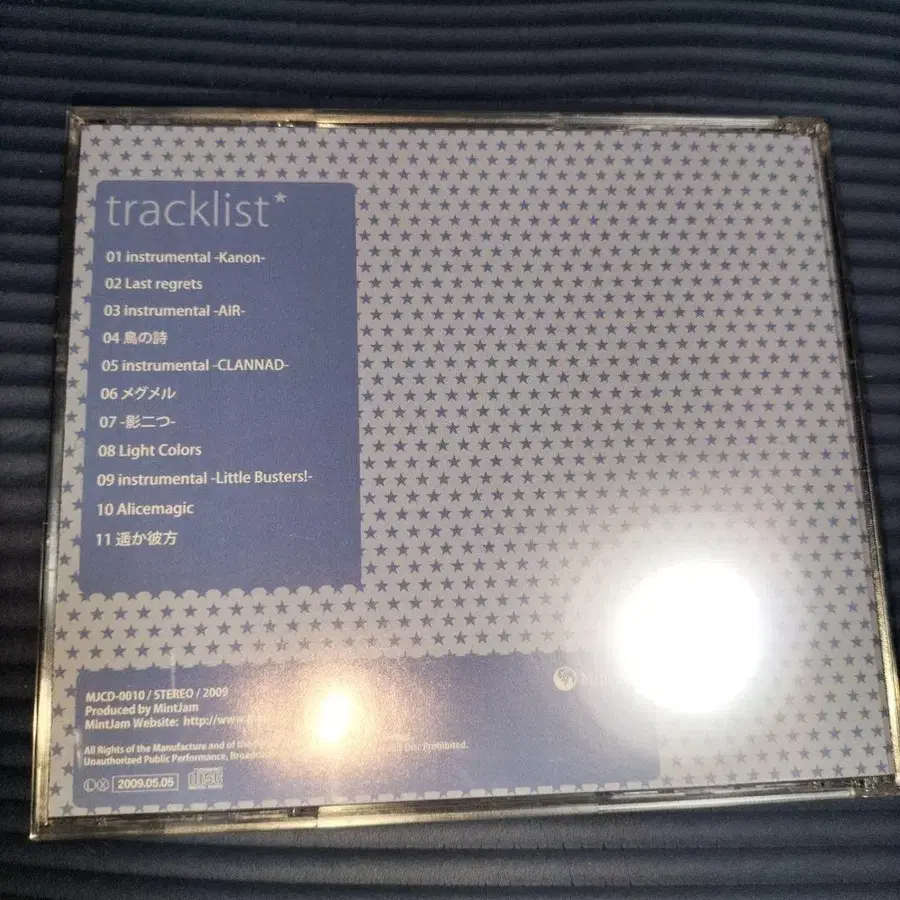 tracklist*
01 instrumental -Kanon-
02 Last regrets
03 instrumental -AIR-
04 鳥の詩
05 instrumental -CLANNAD-
06 メグメル
07 -影二つ-
08 Light Colors
09 instrumental -Little Busters!-
10 Alicemagic
11 遥か彼方
MJCD-0010 / STEREO / 2009
Produced by MintJam
MintJam Website: http://www.
All Rights of the Manufacture and of the Disc Prohibited.
Unauthorized Public Performance,
2009.05.05
disc